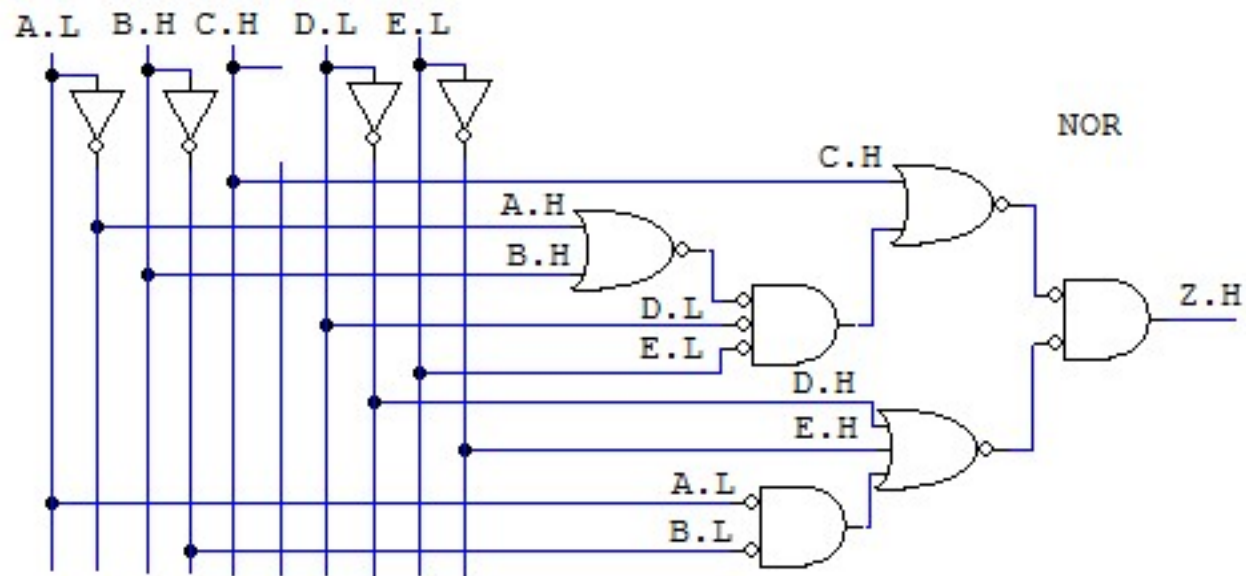 A.L B.H C.H D.L E.L
NOR
C.H
A.H
B.H
Z.H
D.L
E.L
D.H
E.H
A.L
B.L